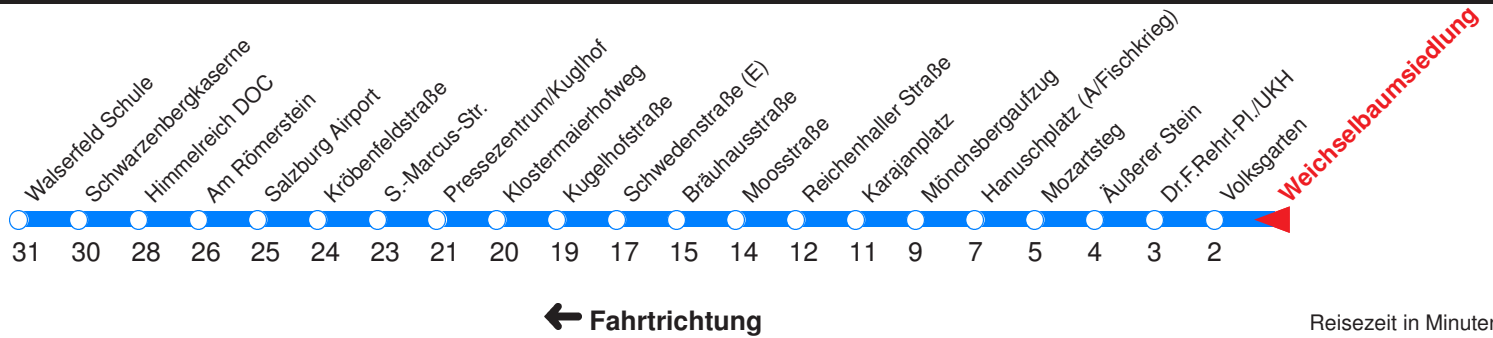 Walserfeld Schule
Schwarzenbergkaserne
Himmelreich DOC
Am Römerstein
Salzburg Airport
Kröbenfeldstraße
S.-Marcus-Str.
Pressezentrum/Kuglhof
Klostermaierhofweg
Kugelhofstraße
Schwedenstraße (E)
Bräuhausstraße
Moosstraße
Reichenhaller Straße
Karajanplatz
Mönchsbergaufzug
Hanuschplatz (A/Fischkrieg)
Mozartsteg
Äußerer Stein
Dr.F.Rehrl-Pl./UKH
Volksgarten
Weichselbaumsiedlung
31 30 28 26 25 24 23 21 20 19 17 15 14 12 11 9 7 5 4 3 2
Fahrtrichtung
Reisezeit in Minuten